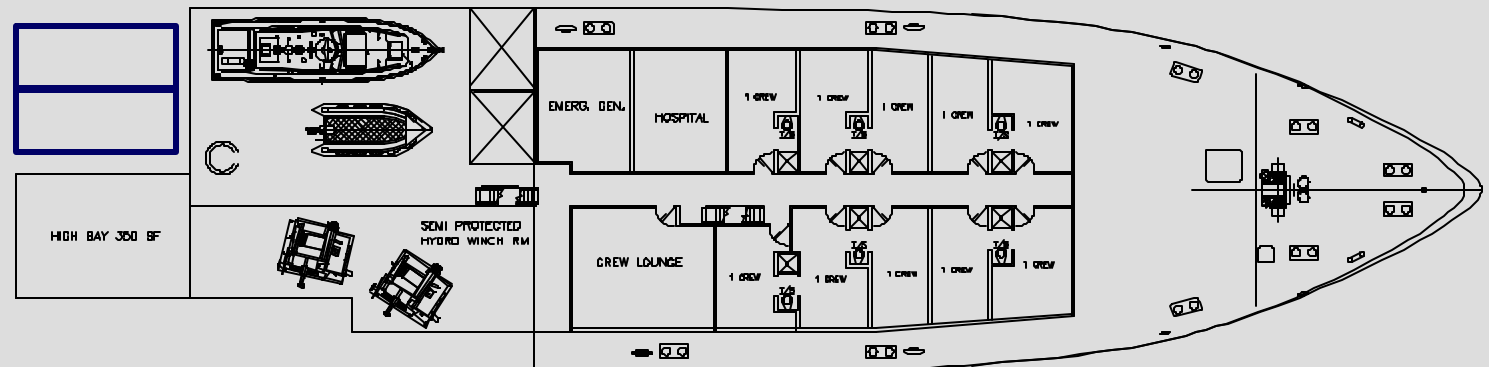 EMERG. GEN.
HOSPITAL
1 CREW
1 CREW
1 CREW
1 CREW
1 CREW
T/S
T/S
T/S
HIGH BAY 350 SF
SEMI PROTECTED
HYDRO WINCH RM
CREW LOUNGE
1 CREW
1 CREW
1 CREW
1 CREW
1 CREW
T/S
T/S
T/S